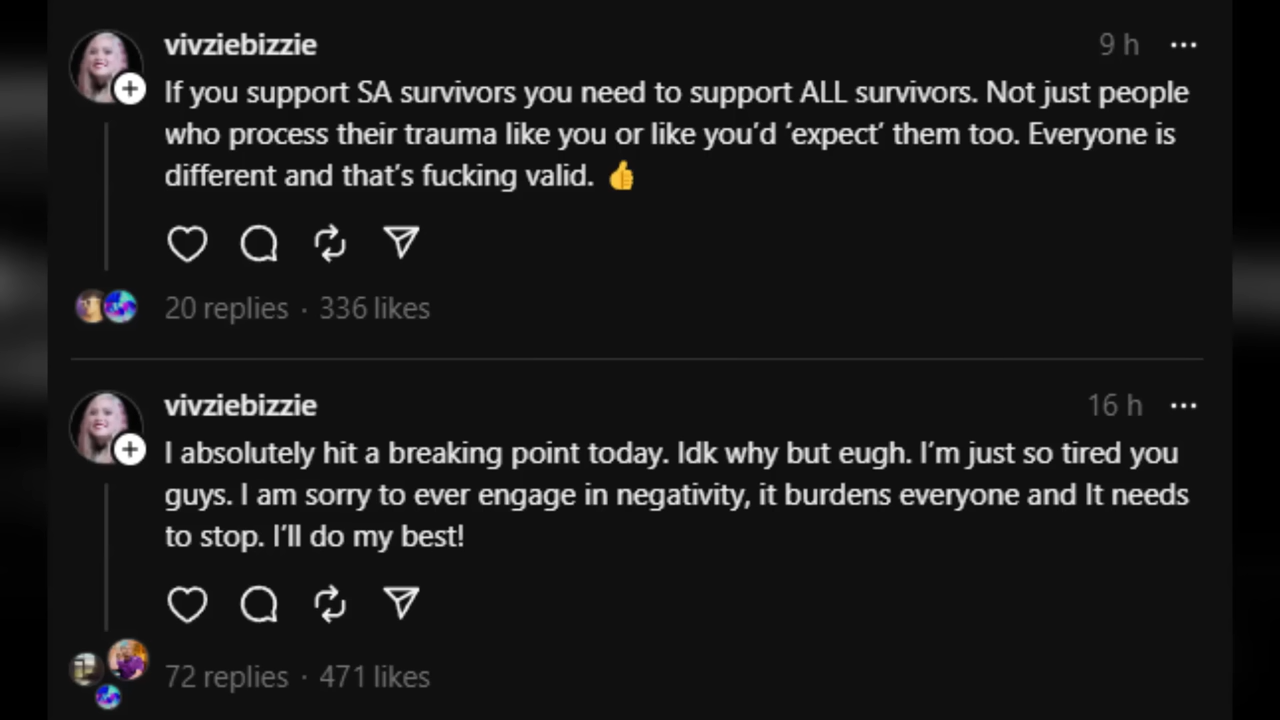 vivziebizzie 9 h
If you support SA survivors you need to support ALL survivors. Not just people
who process their trauma like you or like you’d ‘expect’ them too. Everyone is
different and that’s fucking valid. 👍
20 replies · 336 likes
vivziebizzie 16 h
I absolutely hit a breaking point today. Idk why but eugh. I’m just so tired you
guys. I am sorry to ever engage in negativity, it burdens everyone and It needs
to stop. I’ll do my best!
72 replies · 471 likes